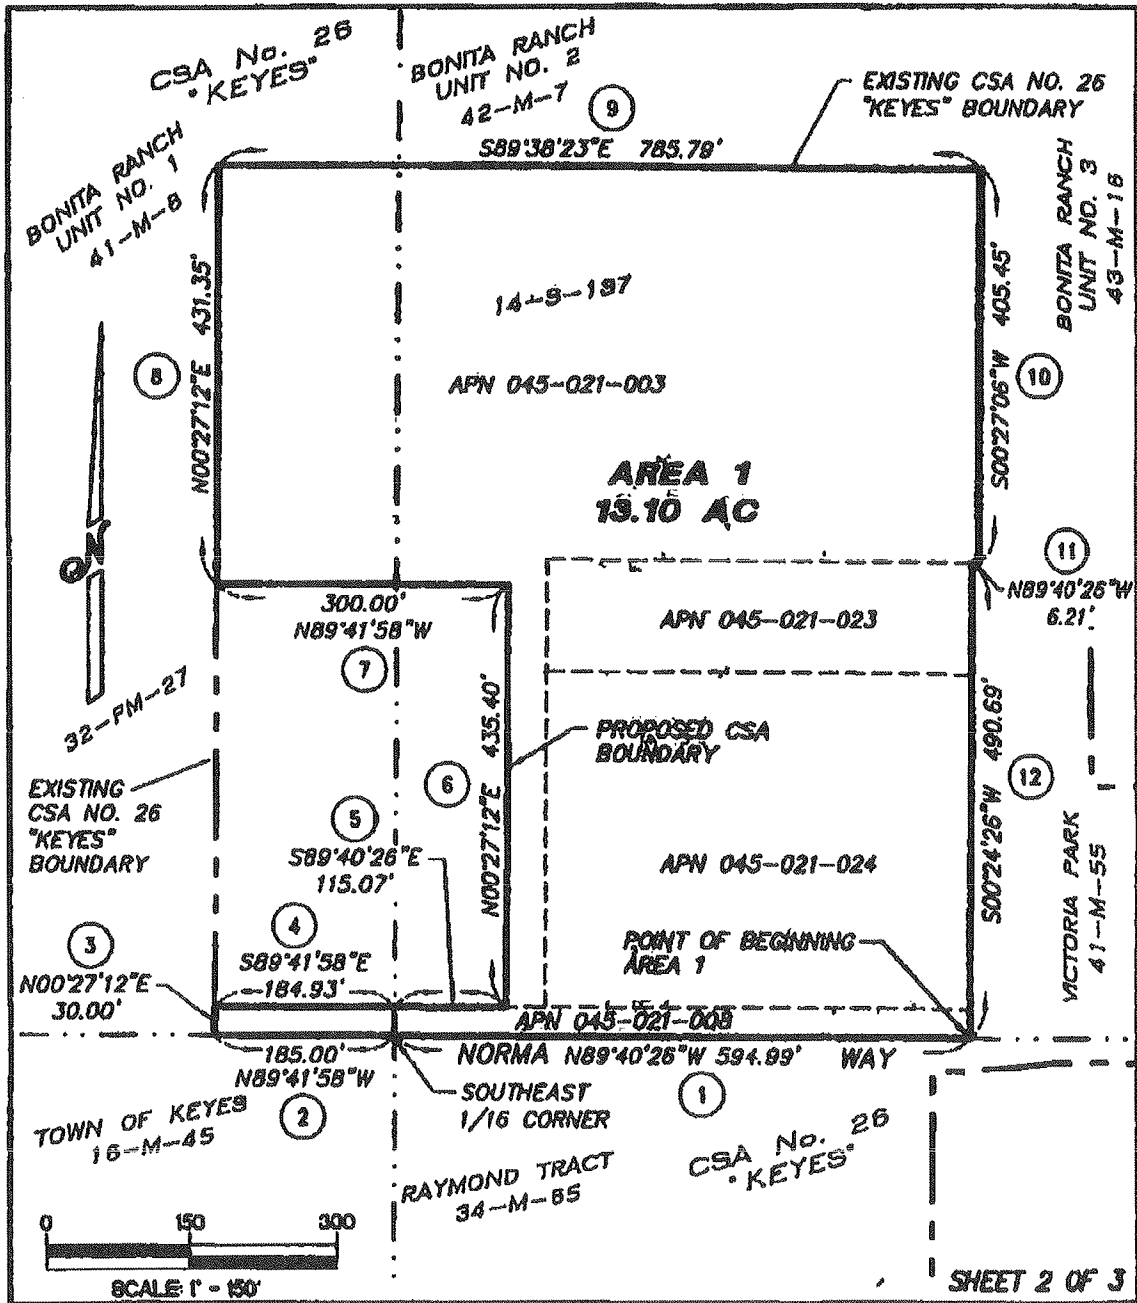 CSA No. 26
"KEYES"
BONITA RANCH
UNIT NO. 2
42-M-7
9
S89°38'23"E 785.79'
EXISTING CSA NO. 26
"KEYES" BOUNDARY
BONITA RANCH
UNIT NO. 1
41-M-8
BONITA RANCH
UNIT NO. 3
43-M-16
N00°27'12"E 431.35'
8
14-S-197
APN 045-021-003
S00°27'06"W 405.45'
10
AREA 1
13.10 AC
N
11
N89°40'26"W
6.21'
300.00'
N89°41'58"W
7
APN 045-021-023
32-PM-27
EXISTING
CSA NO. 26
"KEYES"
BOUNDARY
PROPOSED CSA
BOUNDARY
N00°27'12"E 435.40'
6
5
S89°40'26"E
115.07'
S00°24'26"W 490.69'
12
APN 045-021-024
VICTORIA PARK
41-M-55
3
N00°27'12"E
30.00'
4
S89°41'58"E
184.93'
POINT OF BEGINNING
AREA 1
APN 045-021-008
185.00'
N89°41'58"W
2
NORMA N89°40'26"W 594.99' WAY
1
SOUTHEAST
1/16 CORNER
TOWN OF KEYES
16-M-45
RAYMOND TRACT
34-M-65
CSA No. 26
"KEYES"
0 150 300
SCALE: 1" = 150'
SHEET 2 OF 3